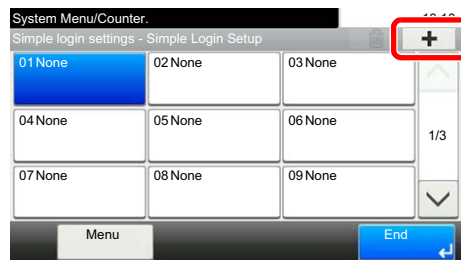 System Menu/Counter.
Simple login settings - Simple Login Setup
+
01 None
02 None
03 None
04 None
05 None
06 None
1/3
07 None
08 None
09 None
Menu
End